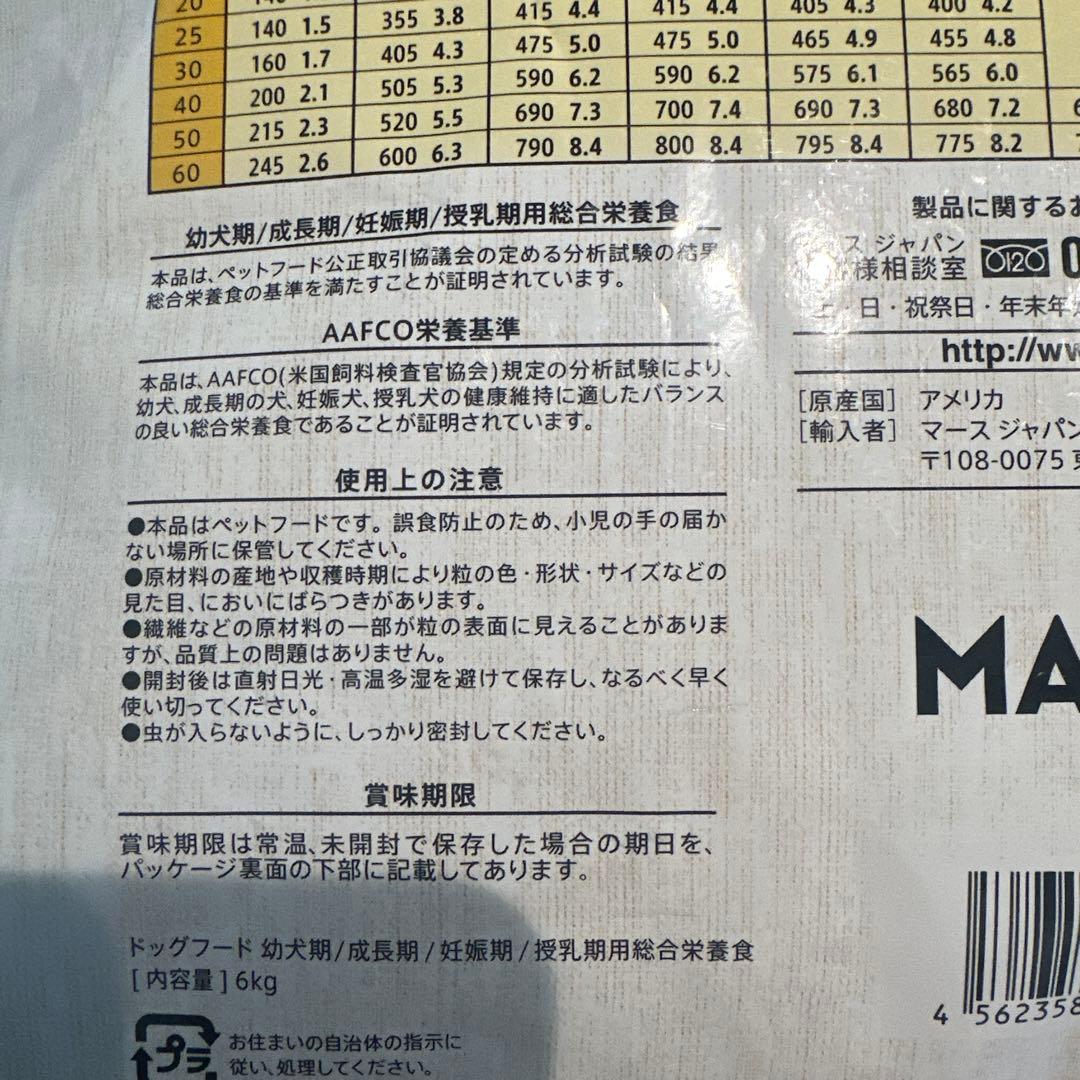 20
25 140 1.5 355 3.8 415 4.4 415 4.4 405 4.3 400 4.2
30 160 1.7 405 4.3 475 5.0 475 5.0 465 4.9 455 4.8
40 200 2.1 505 5.3 590 6.2 590 6.2 575 6.1 565 6.0
50 215 2.3 520 5.5 690 7.3 700 7.4 690 7.3 680 7.2
60 245 2.6 600 6.3 790 8.4 800 8.4 795 8.4 775 8.2
幼犬期/成長期/妊娠期/授乳期用総合栄養食
本品は、ペットフード公正取引協議会の定める分析試験の結果
総合栄養食の基準を満たすことが証明されています。
AAFCO栄養基準
本品は、AAFCO(米国飼料検査官協会)規定の分析試験により、
幼犬、成長期の犬、妊娠犬、授乳犬の健康維持に適したバランス
の良い総合栄養食であることが証明されています。
使用上の注意
●本品はペットフードです。誤食防止のため、小児の手の届か
ない場所に保管してください。
●原材料の産地や収穫時期により粒の色・形状・サイズなどの
見た目、においにばらつきがあります。
●繊維などの原材料の一部が粒の表面に見えることがありま
すが、品質上の問題はありません。
●開封後は直射日光・高温多湿を避けて保存し、なるべく早く
使い切ってください。
●虫が入らないように、しっかり密封してください。
賞味期限
賞味期限は常温、未開封で保存した場合の期日を、
パッケージ裏面の下部に記載してあります。
ドッグフード 幼犬期/成長期/妊娠期/授乳期用総合栄養食
[内容量]6kg
プラ
お住まいの自治体の指示に
従い、処理してください。
製品に関するお
ス ジャパン
様相談室 0120 0
土・日・祝祭日・年末年
http://ww
[原産国] アメリカ
[輸入者] マース ジャパン
〒108-0075 東
MA
4 562358